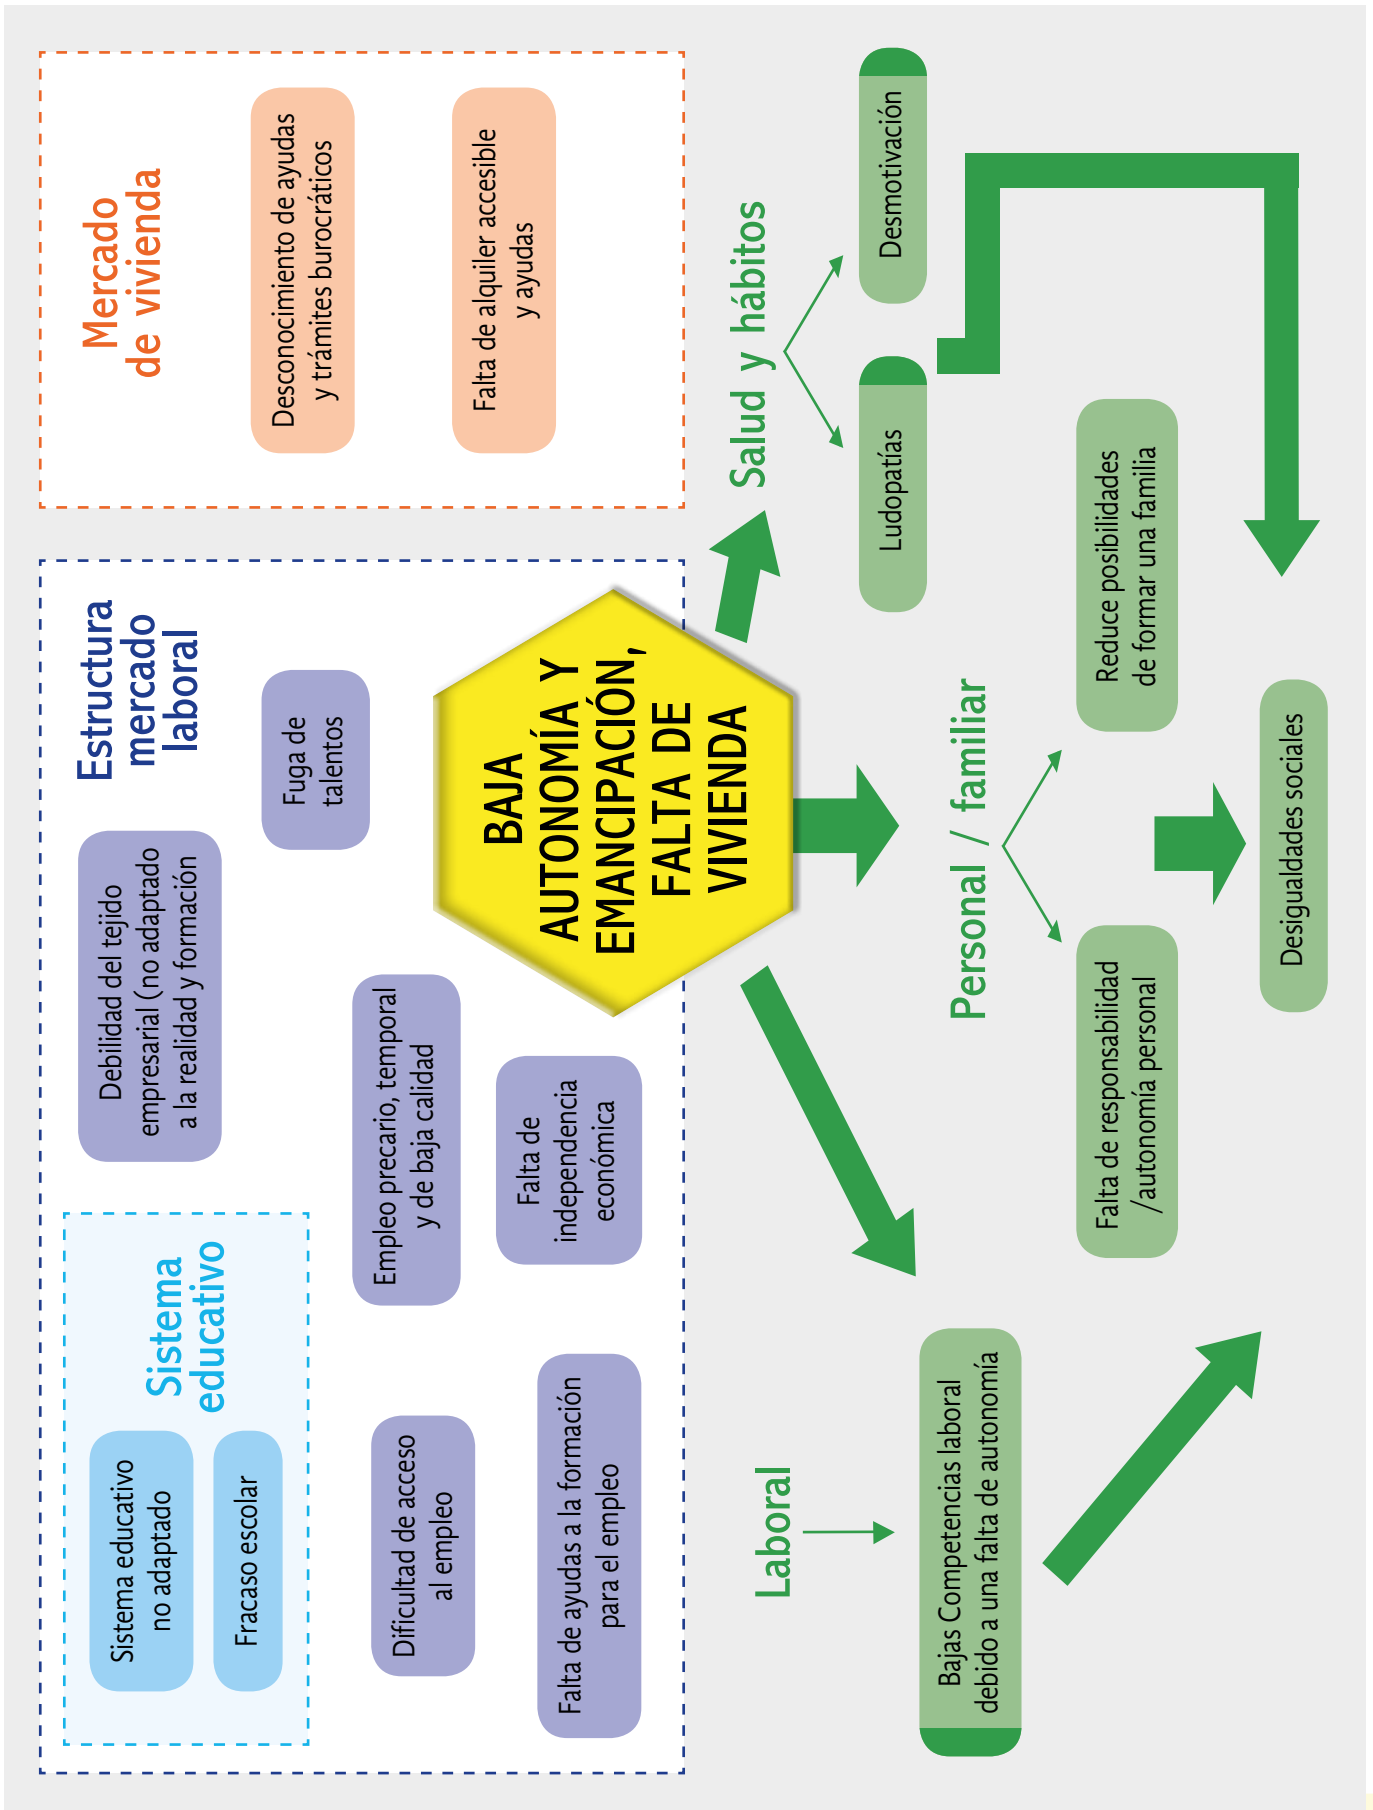 Sistema
educativo
Sistema educativo
no adaptado
Fracaso escolar
Estructura
mercado
laboral
Debilidad del tejido
empresarial (no adaptado
a la realidad y formación
Fuga de
talentos
Empleo precario, temporal
y de baja calidad
Dificultad de acceso
al empleo
Falta de
independencia
económica
Falta de ayudas a la formación
para el empleo
Mercado
de vivienda
Desconocimiento de ayudas
y trámites burocráticos
Falta de alquiler accesible
y ayudas
BAJA
AUTONOMÍA Y
EMANCIPACIÓN,
FALTA DE
VIVIENDA
Laboral
Bajas Competencias laboral
debido a una falta de autonomía
Personal / familiar
Falta de responsabilidad
/autonomía personal
Reduce posibilidades
de formar una familia
Salud y hábitos
Ludopatías
Desmotivación
Desigualdades sociales